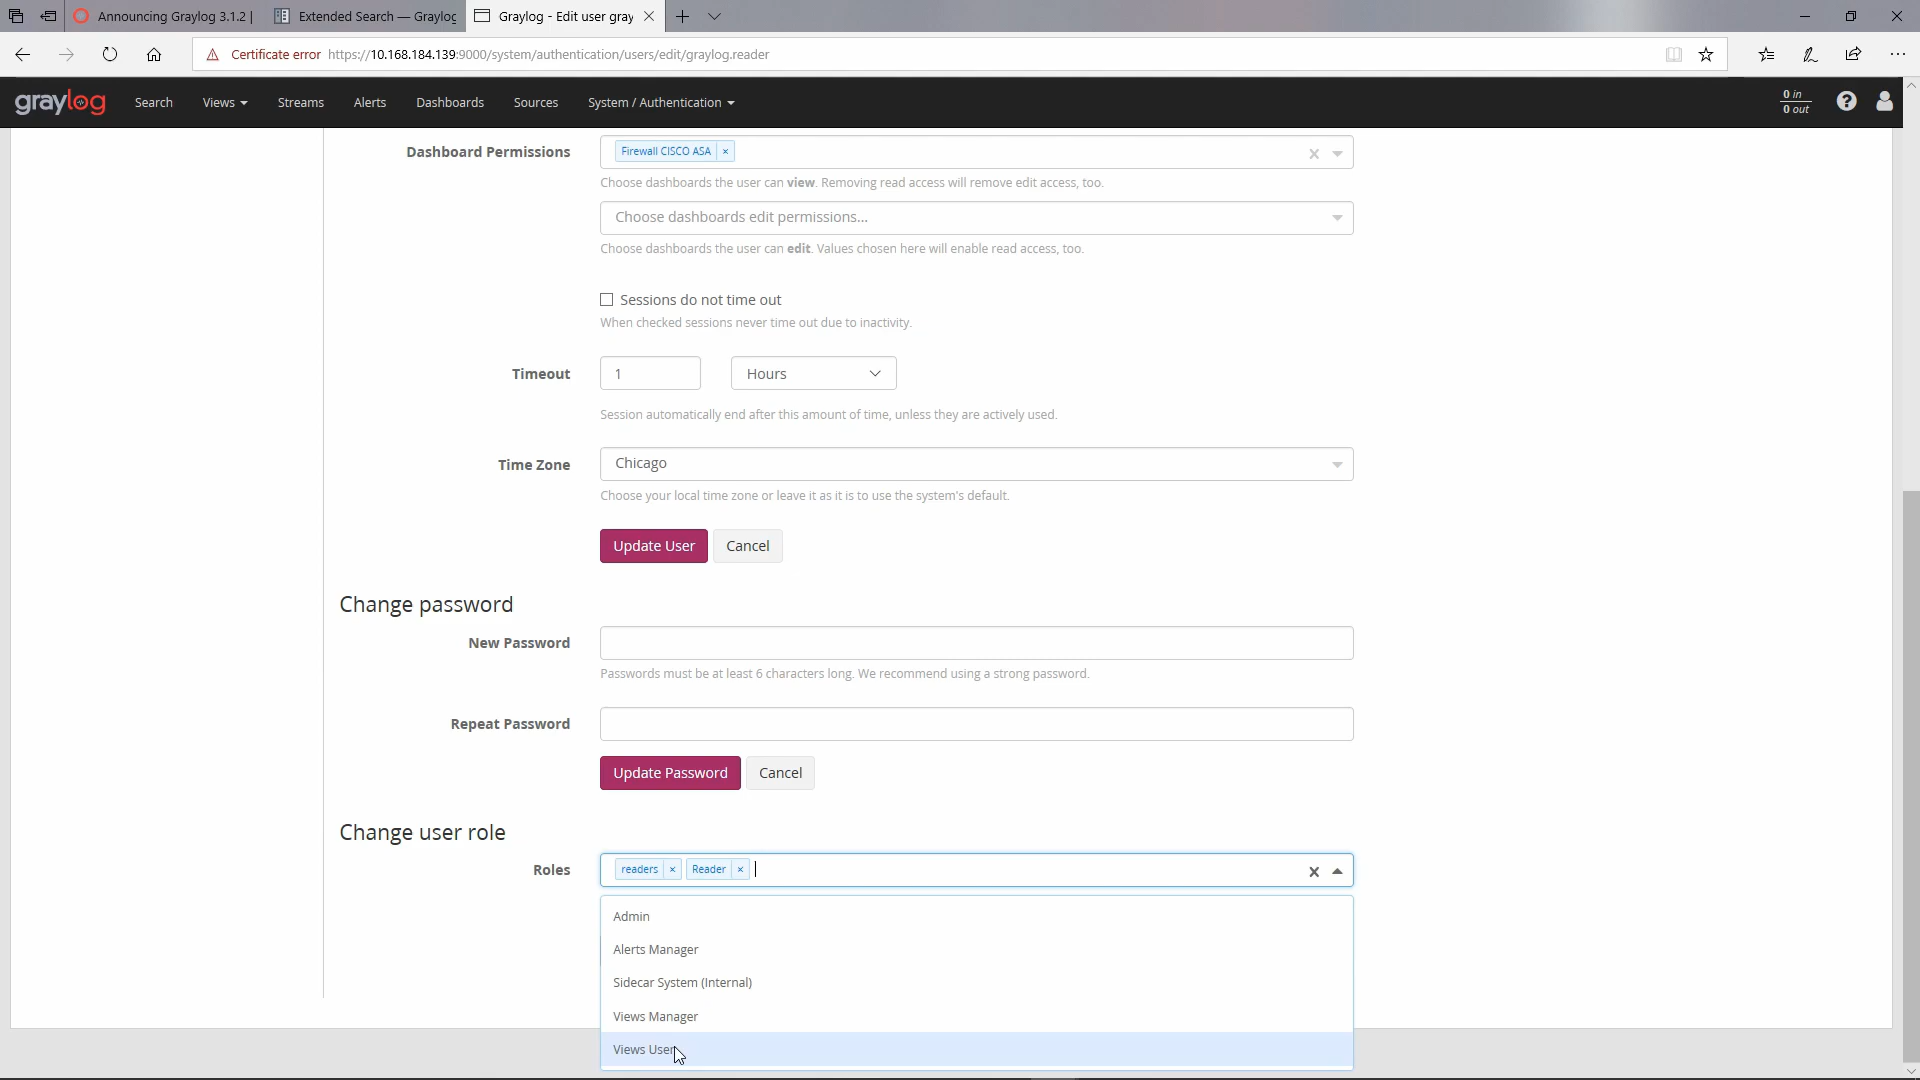 Announcing Graylog 3.1.2 |
Extended Search — Graylog
Graylog - Edit user gray
Certificate error https://10.168.184.139:9000/system/authentication/users/edit/graylog.reader
graylog Search Views Streams Alerts Dashboards Sources System / Authentication 0 in
0 out
Dashboard Permissions Firewall CISCO ASA ×
Choose dashboards the user can view. Removing read access will remove edit access, too.
Choose dashboards edit permissions...
Choose dashboards the user can edit. Values chosen here will enable read access, too.
Sessions do not time out
When checked sessions never time out due to inactivity.
Timeout 1 Hours
Session automatically end after this amount of time, unless they are actively used.
Time Zone Chicago
Choose your local time zone or leave it as it is to use the system's default.
Update User Cancel
Change password
New Password
Passwords must be at least 6 characters long. We recommend using a strong password.
Repeat Password
Update Password Cancel
Change user role
Roles readers × Reader ×
Admin
Alerts Manager
Sidecar System (Internal)
Views Manager
Views User